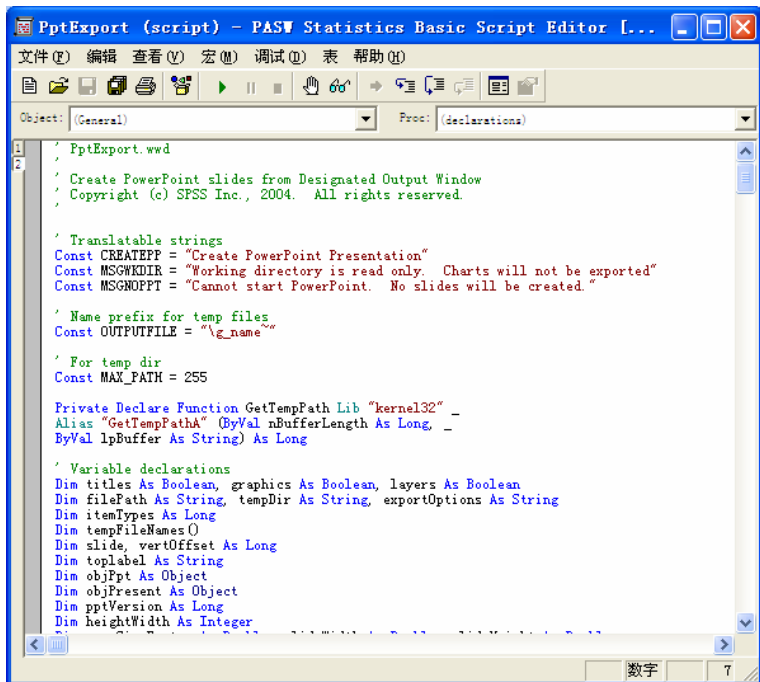 PptExport (script) - PASW Statistics Basic Script Editor [...
文件(F) 编辑 查看(V) 宏(M) 调试(D) 表 帮助(H)
Object: (General) Proc: (declarations)
1
2
' PptExport.wwd
'
' Create PowerPoint slides from Designated Output Window
' Copyright (c) SPSS Inc., 2004. All rights reserved.
'
' Translatable strings
Const CREATEPP = "Create PowerPoint Presentation"
Const MSGWKDIR = "Working directory is read only. Charts will not be exported"
Const MSGNOPPT = "Cannot start PowerPoint. No slides will be created."
' Name prefix for temp files
Const OUTPUTFILE = "\g_name~"
' For temp dir
Const MAX_PATH = 255
Private Declare Function GetTempPath Lib "kernel32" _
Alias "GetTempPathA" (ByVal nBufferLength As Long, _
ByVal lpBuffer As String) As Long
' Variable declarations
Dim titles As Boolean, graphics As Boolean, layers As Boolean
Dim filePath As String, tempDir As String, exportOptions As String
Dim itemTypes As Long
Dim tempFileNames()
Dim slide, vertOffset As Long
Dim toplabel As String
Dim objPpt As Object
Dim objPresent As Object
Dim pptVersion As Long
Dim heightWidth As Integer
数字 7